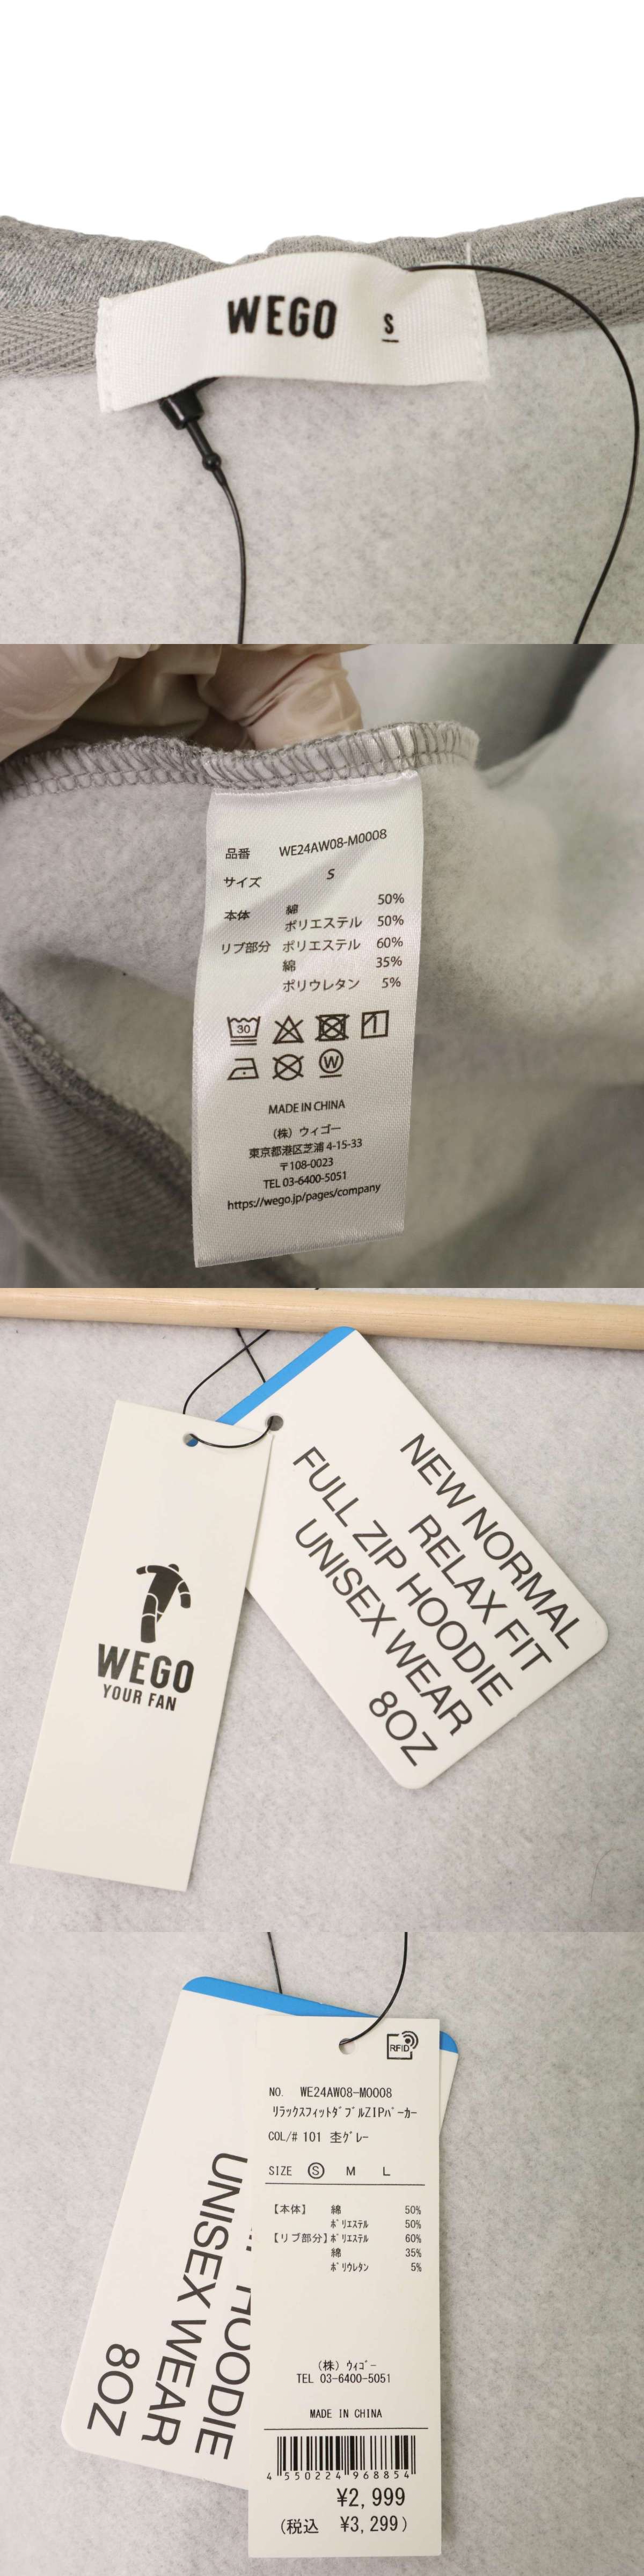 WEGO S
品番 WE24AW08-M0008
サイズ S
本体 綿 50%
ポリエステル 50%
リブ部分 ポリエステル 60%
綿 35%
ポリウレタン 5%
30
W
MADE IN CHINA
(株)ウィゴー
東京都港区芝浦 4-15-33
〒108-0023
TEL 03-6400-5051
https://wego.jp/pages/company
WEGO
YOUR FAN
NEW NORMAL
RELAX FIT
FULL ZIP HOODIE
UNISEX WEAR
8OZ
HOODIE
UNISEX WEAR
8OZ
RFID
NO. WE24AW08-M0008
リラックスフィットダブルZIPパーカー
COL/# 101 杢グレー
SIZE S M L
【本体】 綿 50%
ポリエステル 50%
【リブ部分】ポリエステル 60%
綿 35%
ポリウレタン 5%
(株)ウィゴー
TEL 03-6400-5051
MADE IN CHINA
4 550224 968854
¥2,999
(税込 ¥3,299)